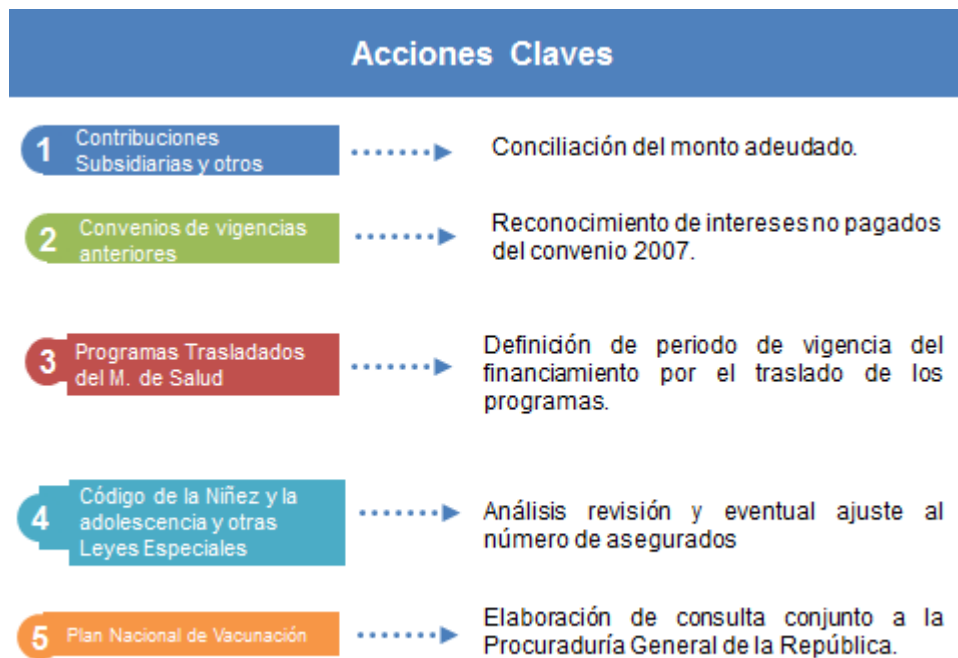 Acciones Claves
1
Contribuciones
Subsidiarias y otros
Conciliación del monto adeudado.
2
Convenios de vigencias
anteriores
Reconocimiento de intereses no pagados
del convenio 2007.
3
Programas Trasladados
del M. de Salud
Definición de periodo de vigencia del
financiamiento por el traslado de los
programas.
4
Código de la Niñez y la
adolescencia y otras
Leyes Especiales
Análisis revisión y eventual ajuste al
número de asegurados
5
Plan Nacional de Vacunación
Elaboración de consulta conjunto a la
Procuraduría General de la República.